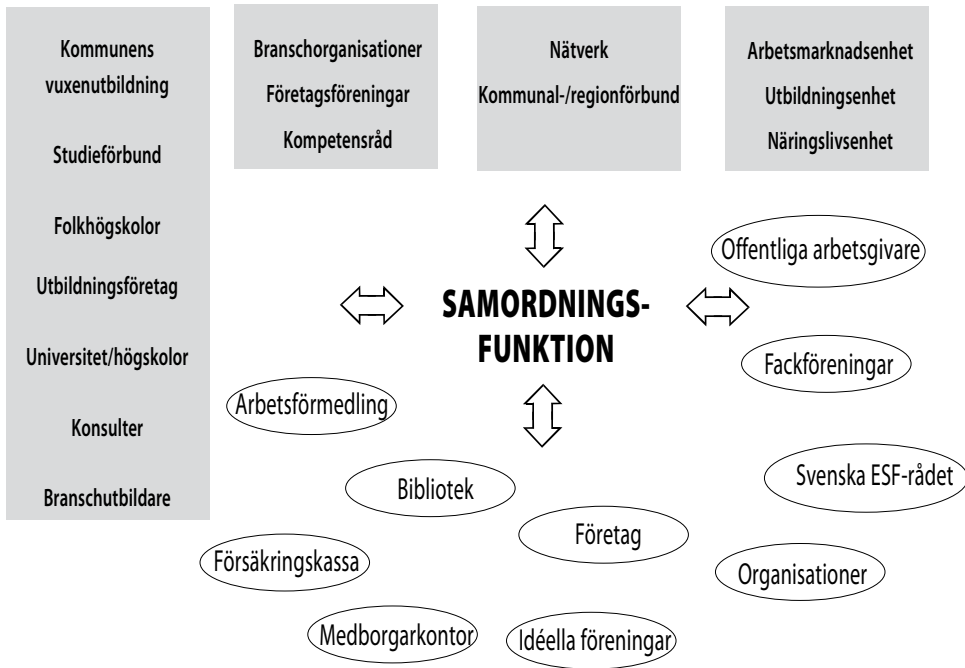 Kommunens
vuxenutbildning
Studieförbund
Folkhögskolor
Utbildningsföretag
Universitet/högskolor
Konsulter
Branschutbildare
Branschorganisationer
Företagsföreningar
Kompetensråd
Nätverk
Kommunal-/regionförbund
Arbetsmarknadsenhet
Utbildningsenhet
Näringslivsenhet
SAMORDNINGS-
FUNKTION
Offentliga arbetsgivare
Fackföreningar
Arbetsförmedling
Svenska ESF-rådet
Bibliotek
Företag
Försäkringskassa
Organisationer
Medborgarkontor
Idéella föreningar